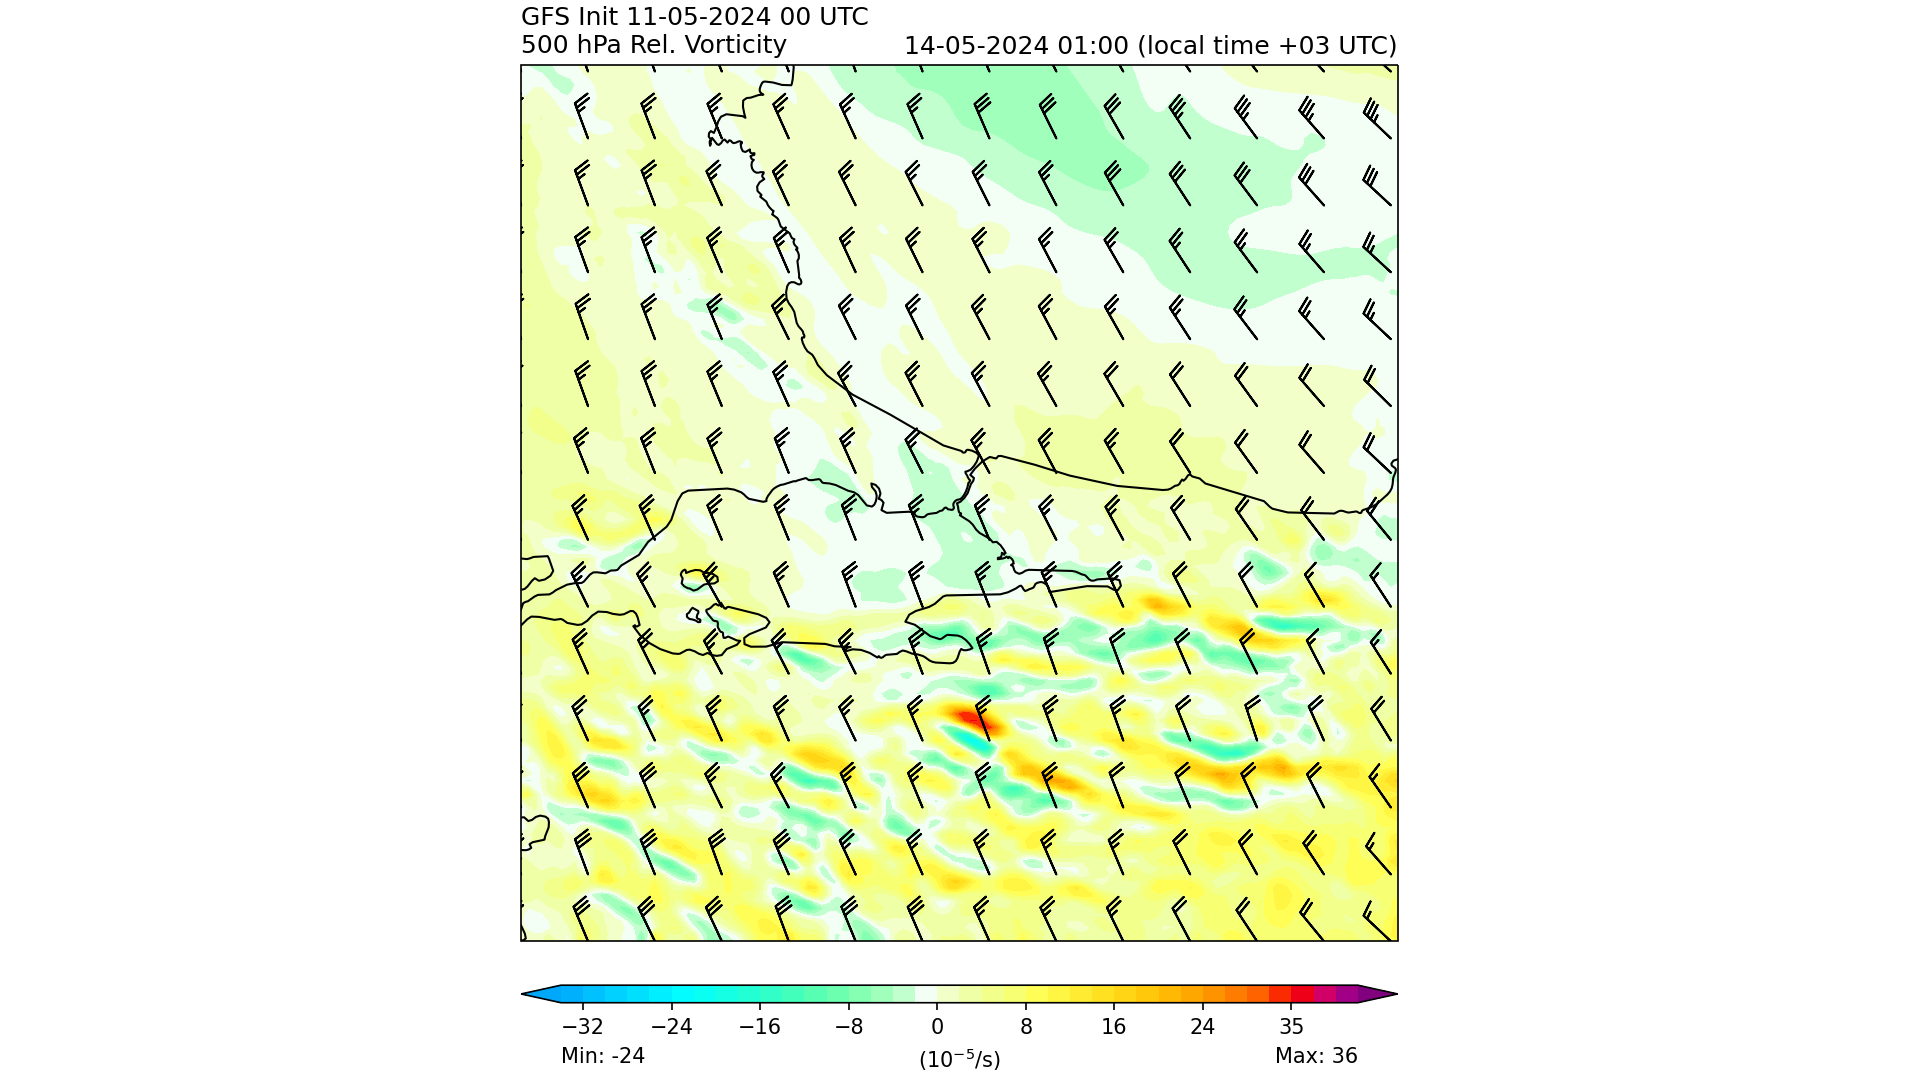 GFS Init 11-05-2024 00 UTC
500 hPa Rel. Vorticity
14-05-2024 01:00 (local time +03 UTC)
−32 −24 −16 −8 0 8 16 24 35
Min: -24
(10⁻⁵/s)
Max: 36